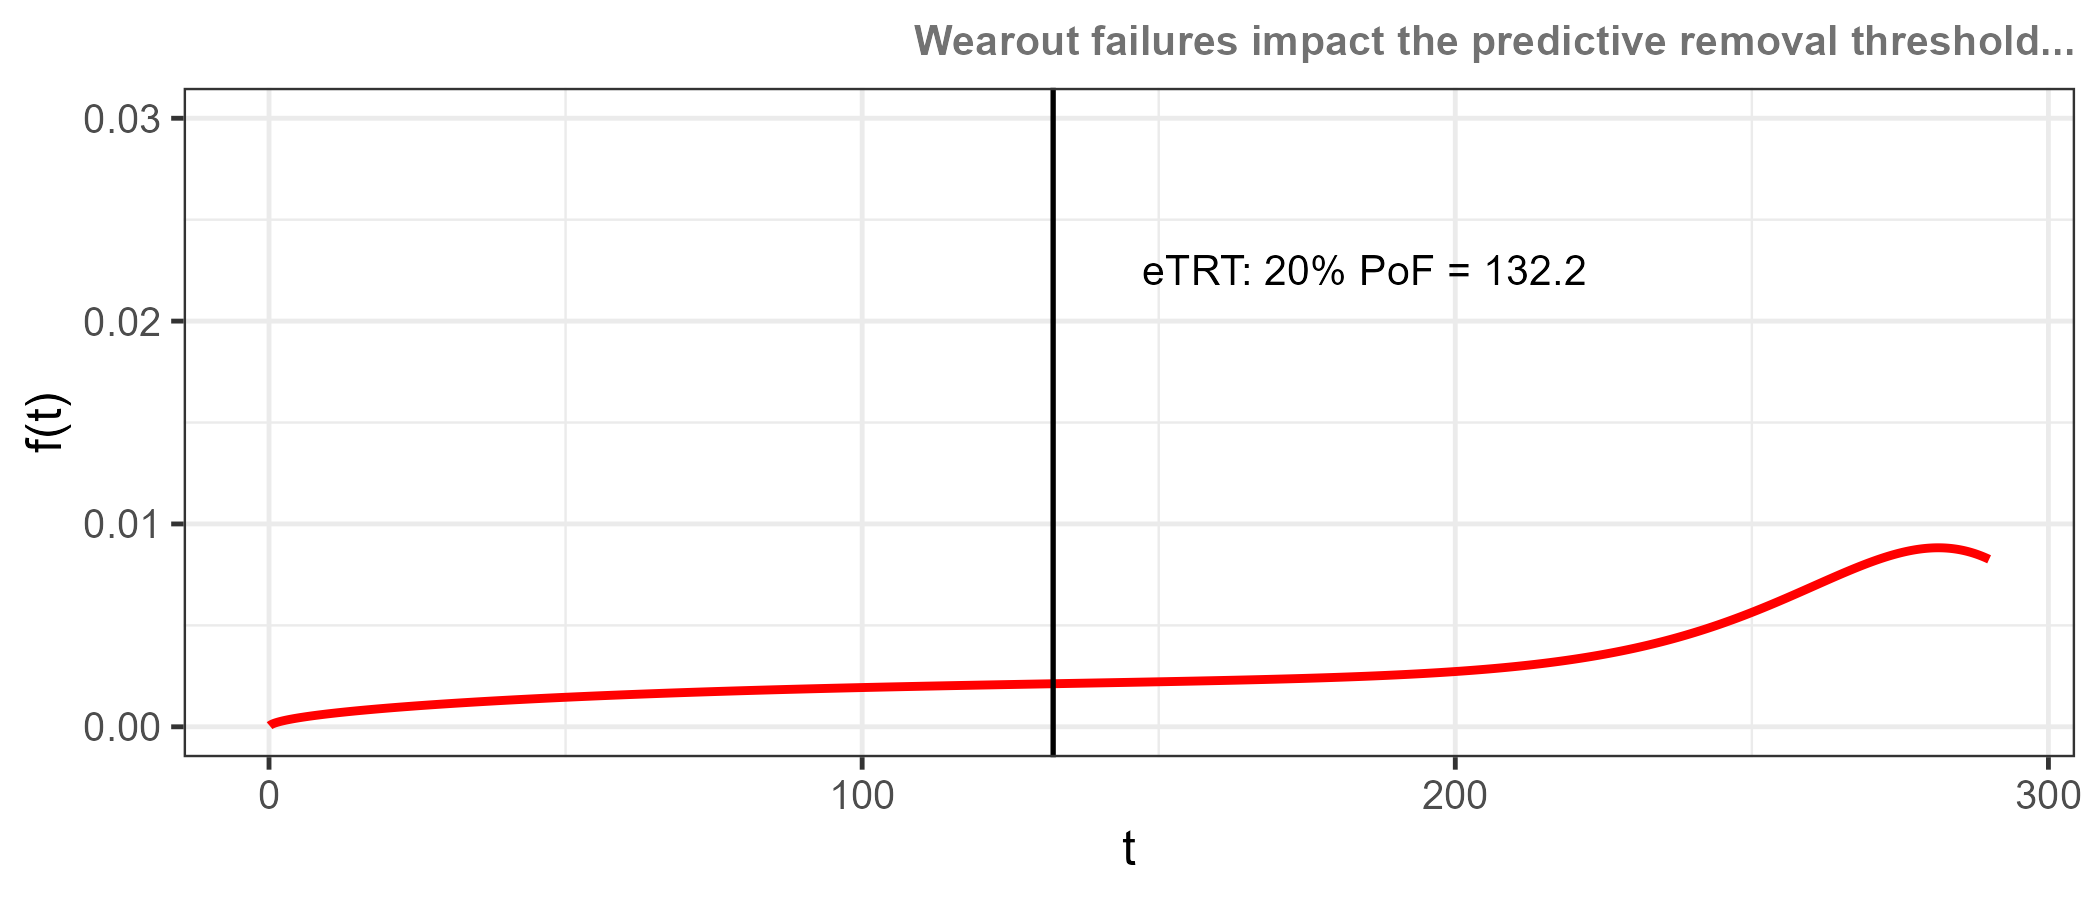 Wearout failures impact the predictive removal threshold...
0.03
eTRT: 20% PoF = 132.2
0.02
f(t)
0.01
0.00
0 100 200 300
t